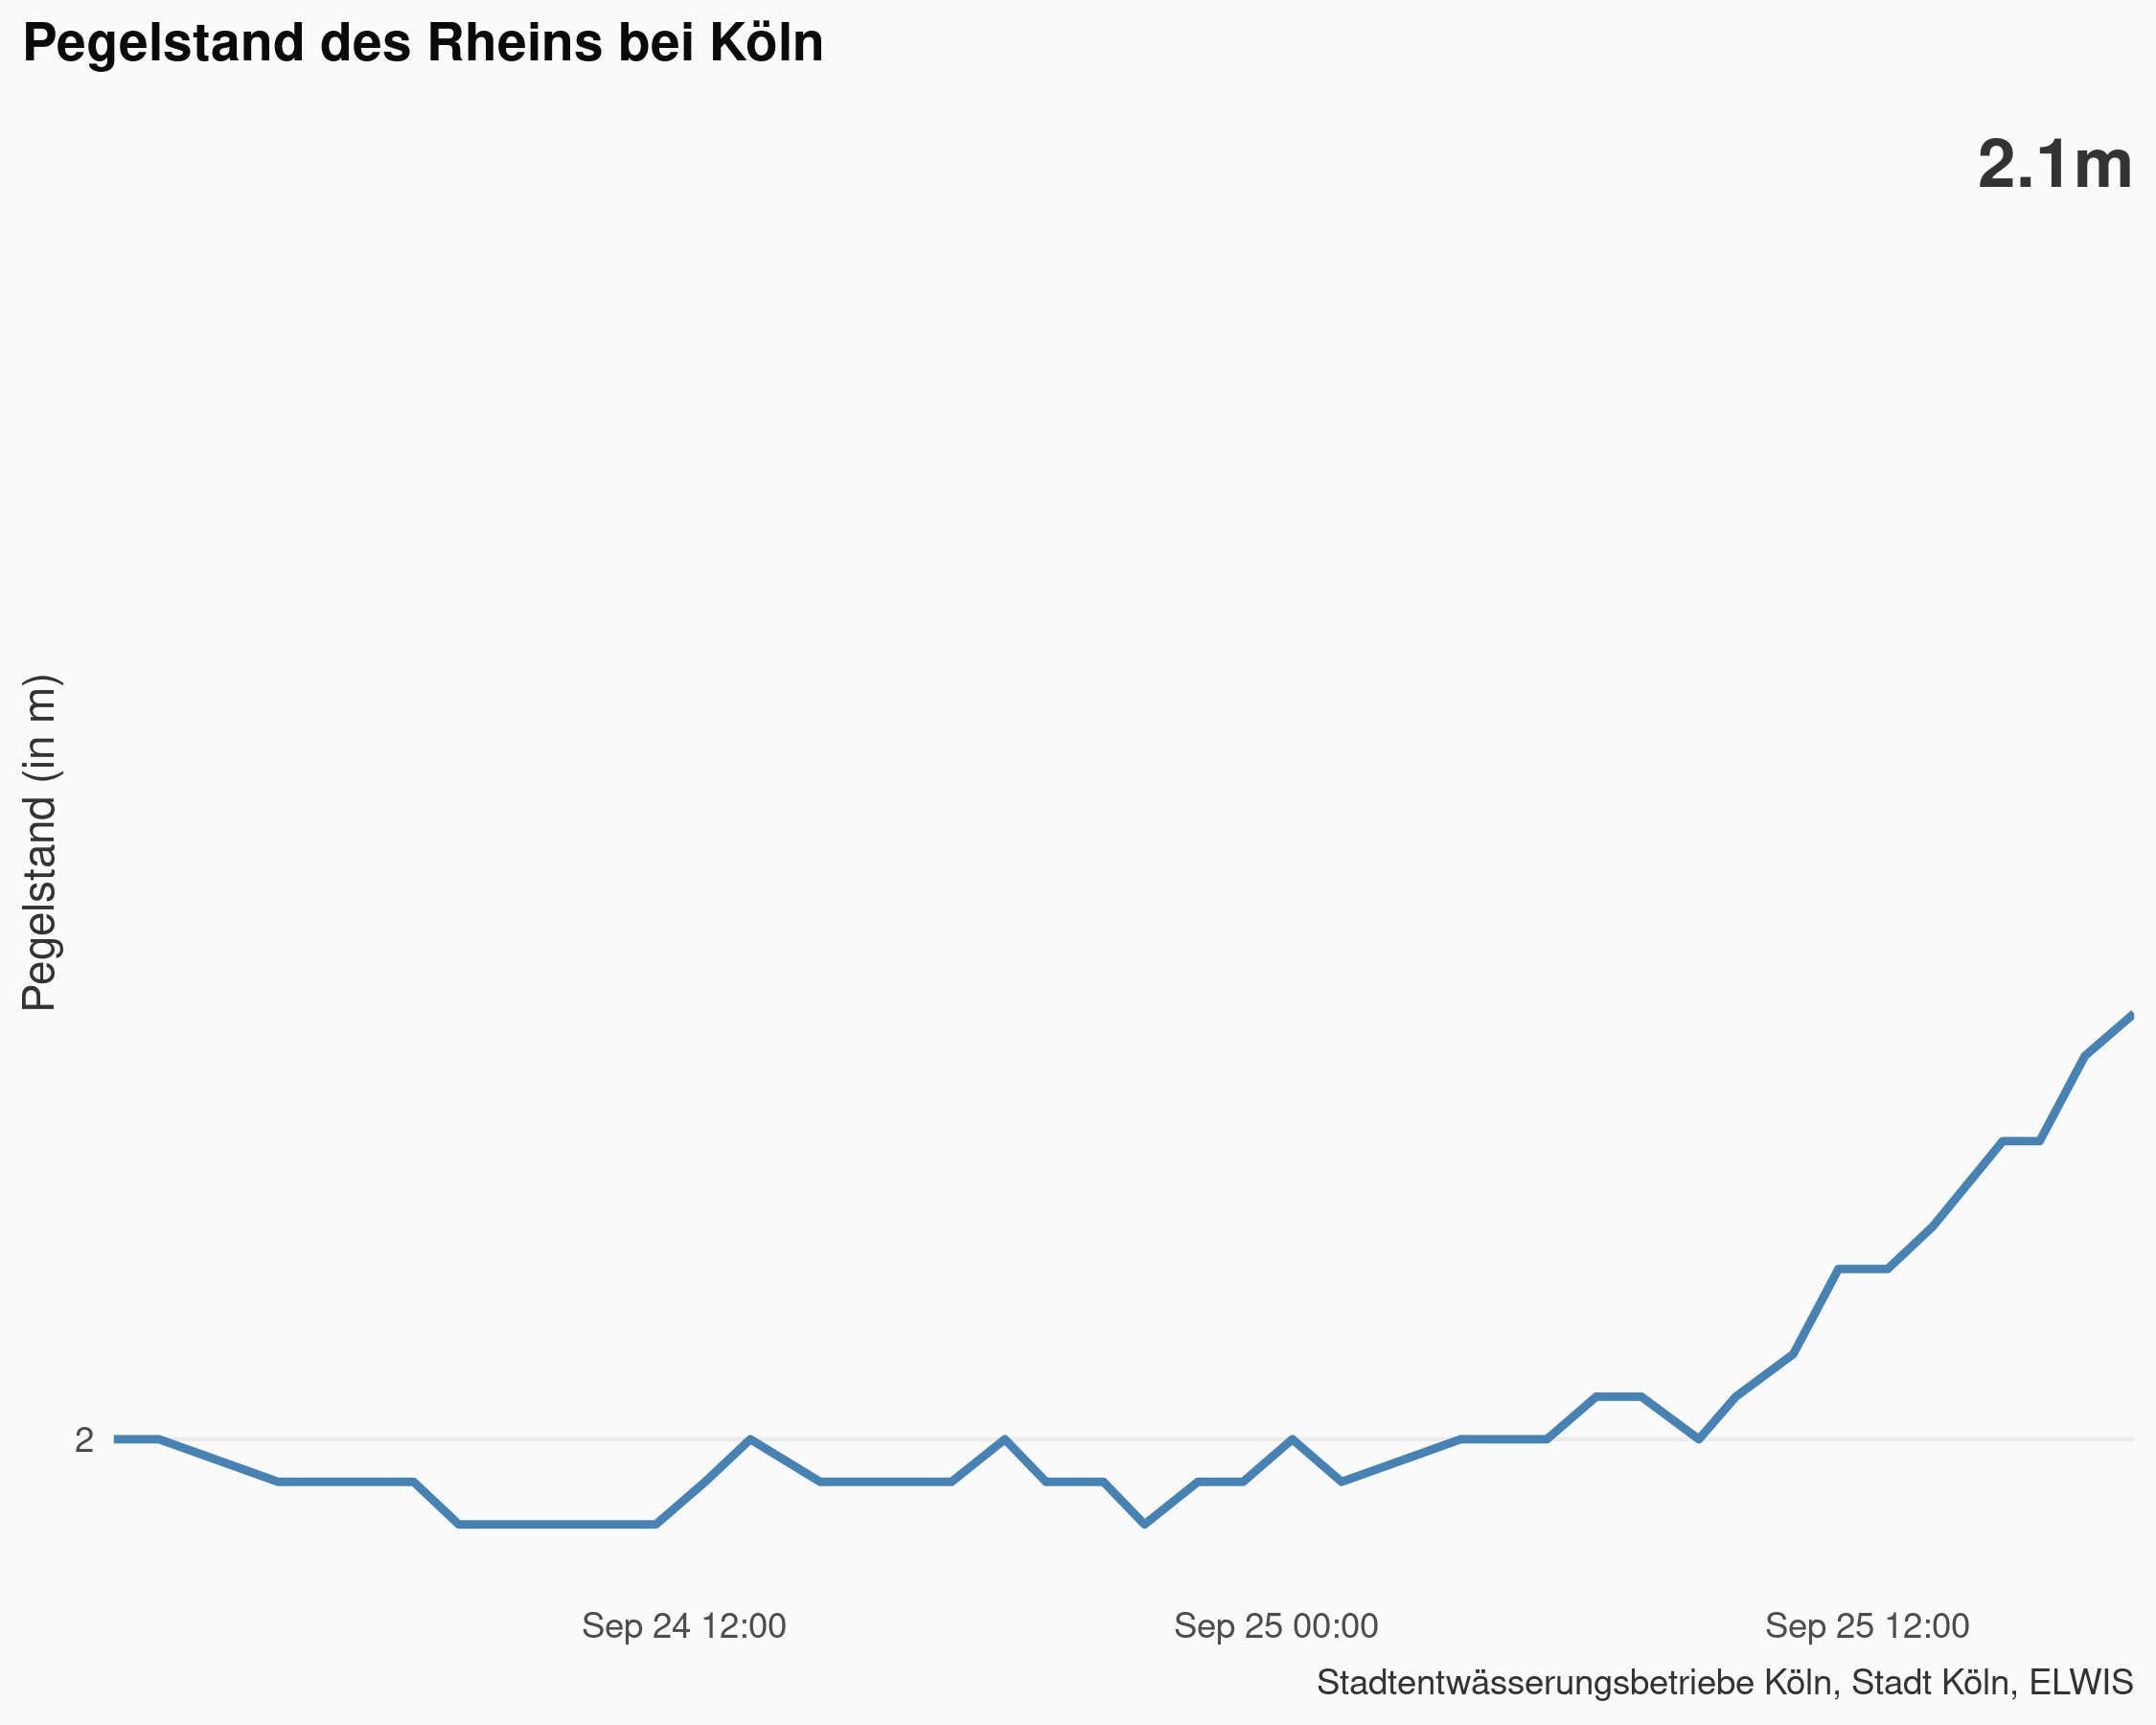 Pegelstand des Rheins bei Köln
2.1m
Pegelstand (in m)
2
Sep 24 12:00
Sep 25 00:00
Sep 25 12:00
Stadtentwässerungsbetriebe Köln, Stadt Köln, ELWIS